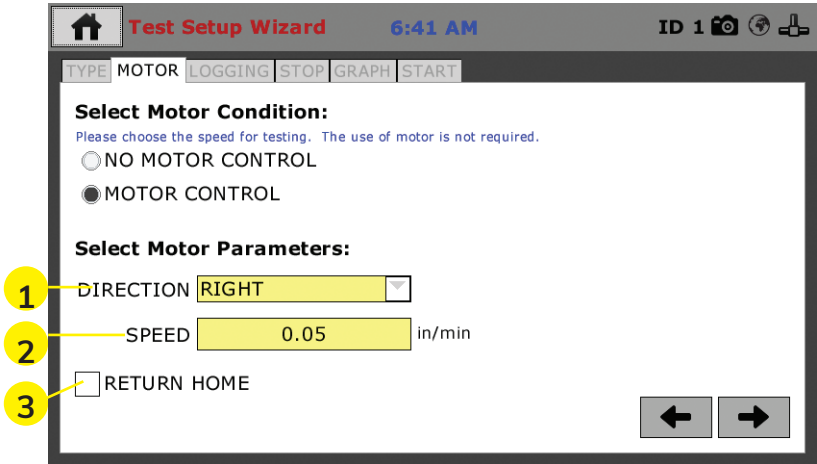 Test Setup Wizard 6:41 AM ID 1
TYPE MOTOR LOGGING STOP GRAPH START
Select Motor Condition:
Please choose the speed for testing. The use of motor is not required.
NO MOTOR CONTROL
MOTOR CONTROL
Select Motor Parameters:
1 DIRECTION RIGHT
2 SPEED 0.05 in/min
3 RETURN HOME